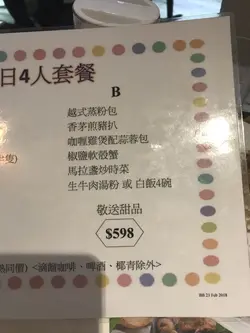 日4人套餐
B
越式蒸粉包
香茅煎豬扒
咖喱雞煲配蒜蓉包
椒鹽軟殼蟹
馬拉盞炒時菜
生牛肉湯粉 或 白飯4碗
敬送甜品
$598
同價) <滴漏咖啡、啤酒、椰青除外>